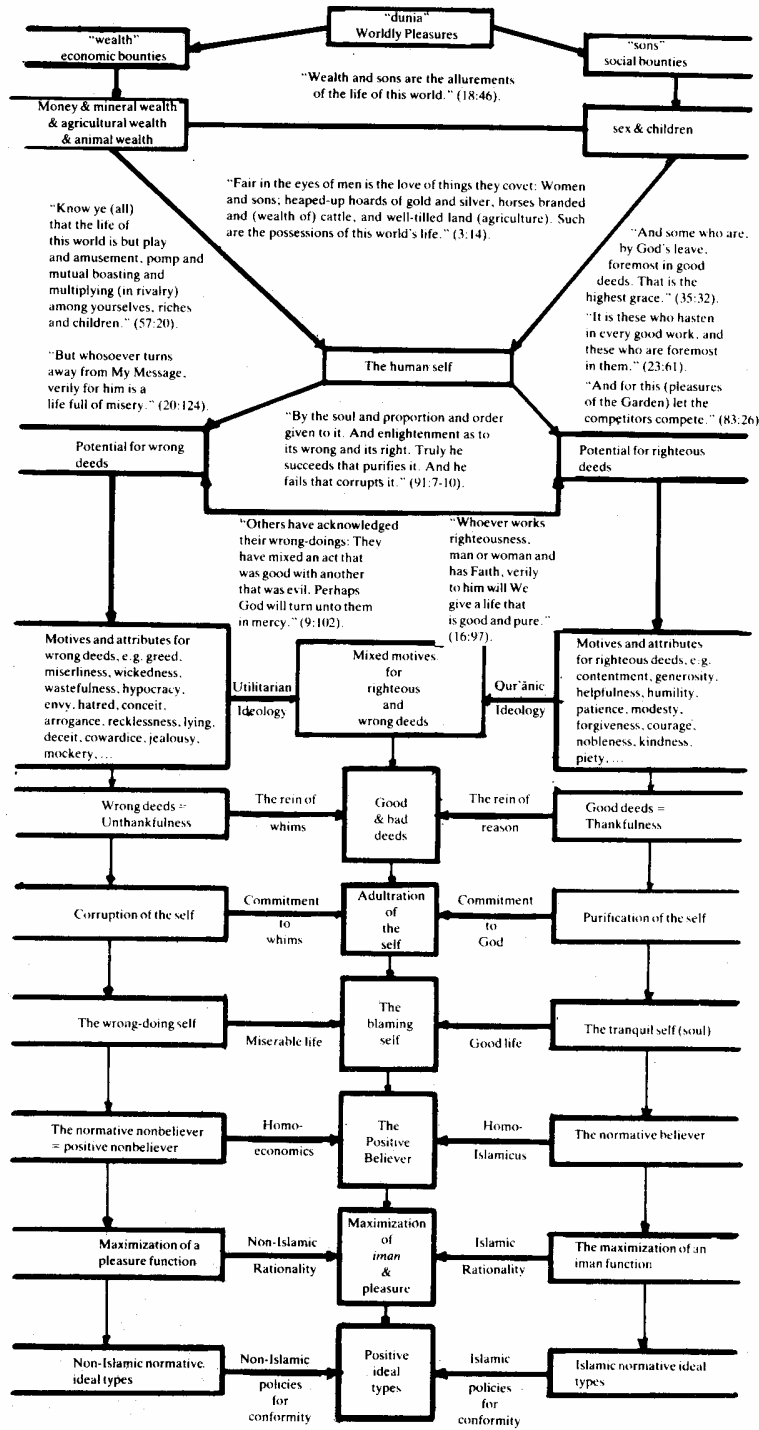 "dunia"
Worldly Pleasures
"wealth"
economic bounties
"sons"
social bounties
"Wealth and sons are the allurements
of the life of this world." (18:46).
Money & mineral wealth
& agricultural wealth
& animal wealth
sex & children
"Fair in the eyes of men is the love of things they covet: Women
and sons; heaped-up hoards of gold and silver, horses branded
and (wealth of) cattle, and well-tilled land (agriculture). Such
are the possessions of this world's life." (3:14).
"Know ye (all)
that the life of
this world is but play
and amusement, pomp and
mutual boasting and
multiplying (in rivalry)
among yourselves, riches
and children." (57:20).
"But whosoever turns
away from My Message,
verily for him is a
life full of misery." (20:124).
"And some who are,
by God's leave,
foremost in good
deeds. That is the
highest grace." (35:32).
"It is these who hasten
in every good work, and
these who are foremost
in them." (23:61).
"And for this (pleasures
of the Garden) let the
competitors compete." (83:26)
The human self
"By the soul and proportion and order
given to it. And enlightenment as to
its wrong and its right. Truly he
succeeds that purifies it. And he
fails that corrupts it." (91:7-10).
Potential for wrong
deeds
Potential for righteous
deeds
"Others have acknowledged
their wrong-doings: They
have mixed an act that
was good with another
that was evil. Perhaps
God will turn unto them
in mercy." (9:102).
"Whoever works
righteousness,
man or woman and
has Faith, verily
to him will We
give a life that
is good and pure."
(16:97).
Motives and attributes for
wrong deeds, e.g. greed,
miserliness, wickedness,
wastefulness, hypocracy,
envy, hatred, conceit,
arrogance, recklessness, lying,
deceit, cowardice, jealousy,
mockery, ...
Utilitarian
Ideology
Mixed motives
for
righteous
and
wrong deeds
Qur'ānic
Ideology
Motives and attributes
for righteous deeds, e.g.
contentment, generosity,
helpfulness, humility,
patience, modesty,
forgiveness, courage,
nobleness, kindness,
piety, ...
Wrong deeds =
Unthankfulness
The rein of
whims
Good
& bad
deeds
The rein of
reason
Good deeds =
Thankfulness
Corruption of the self
Commitment
to
whims
Adultration
of
the
self
Commitment
to
God
Purification of the self
The wrong-doing self
Miserable life
The
blaming
self
Good life
The tranquil self (soul)
The normative nonbeliever
= positive nonbeliever
Homo-
economics
The
Positive
Believer
Homo-
Islamicus
The normative believer
Maximization of a
pleasure function
Non-Islamic
Rationality
Maximization
of
iman
&
pleasure
Islamic
Rationality
The maximization of an
iman function
Non-Islamic normative
ideal types
Non-Islamic
policies
for
conformity
Positive
ideal
types
Islamic
policies
for
conformity
Islamic normative ideal
types